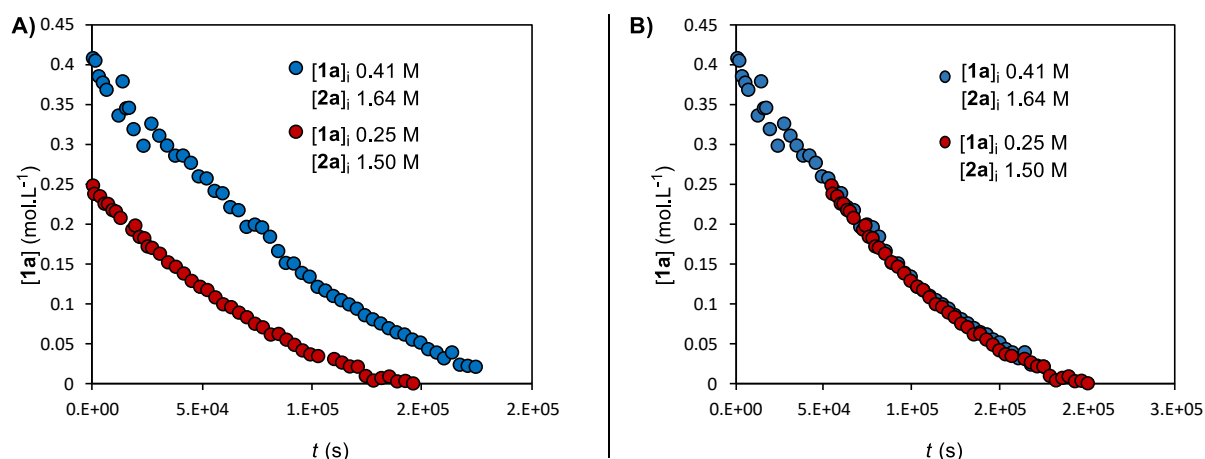 A)
0.45
0.4
0.35
0.3
0.25
0.2
0.15
0.1
0.05
0
[1a] (mol.L⁻¹)
[1a]ᵢ 0.41 M
[2a]ᵢ 1.64 M
[1a]ᵢ 0.25 M
[2a]ᵢ 1.50 M
0.E+00
5.E+04
1.E+05
2.E+05
2.E+05
t (s)
B)
0.45
0.4
0.35
0.3
0.25
0.2
0.15
0.1
0.05
0
[1a] (mol.L⁻¹)
[1a]ᵢ 0.41 M
[2a]ᵢ 1.64 M
[1a]ᵢ 0.25 M
[2a]ᵢ 1.50 M
0.E+00
5.E+04
1.E+05
2.E+05
2.E+05
3.E+05
t (s)